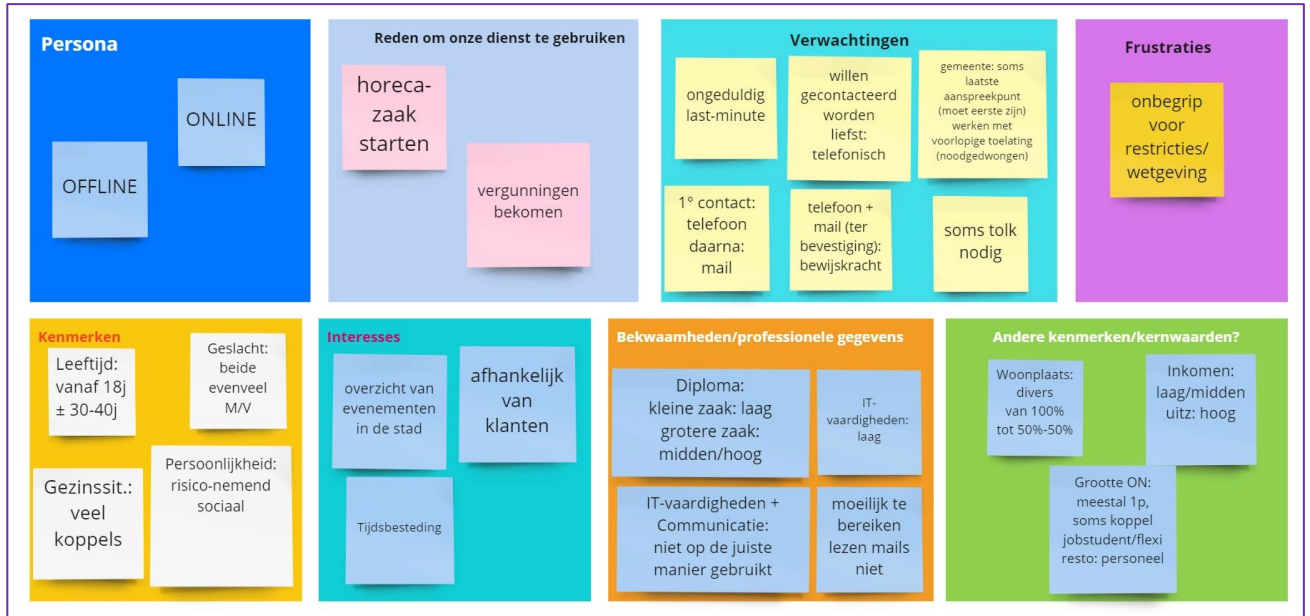 Persona
ONLINE
OFFLINE
Reden om onze dienst te gebruiken
horeca-
zaak
starten
vergunningen
bekomen
Verwachtingen
ongeduldig
last-minute
willen
gecontacteerd
worden
liefst:
telefonisch
gemeente: soms
laatste
aanspreekpunt
(moet eerste zijn)
werken met
voorlopige toelating
(noodgedwongen)
1° contact:
telefoon
daarna:
mail
telefoon +
mail (ter
bevestiging):
bewijskracht
soms tolk
nodig
Frustraties
onbegrip
voor
restricties/
wetgeving
Kenmerken
Leeftijd:
vanaf 18j
± 30-40j
Geslacht:
beide
evenveel
M/V
Gezinssit.:
veel
koppels
Persoonlijkheid:
risico-nemend
sociaal
Interesses
overzicht van
evenementen
in de stad
afhankelijk
van
klanten
Tijdsbesteding
Bekwaamheden/professionele gegevens
Diploma:
kleine zaak: laag
grotere zaak:
midden/hoog
IT-
vaardigheden:
laag
IT-vaardigheden +
Communicatie:
niet op de juiste
manier gebruikt
moeilijk te
bereiken
lezen mails
niet
Andere kenmerken/kernwaarden?
Woonplaats:
divers
van 100%
tot 50%-50%
Inkomen:
laag/midden
uitz: hoog
Grootte ON:
meestal 1p,
soms koppel
jobstudent/flexi
resto: personeel